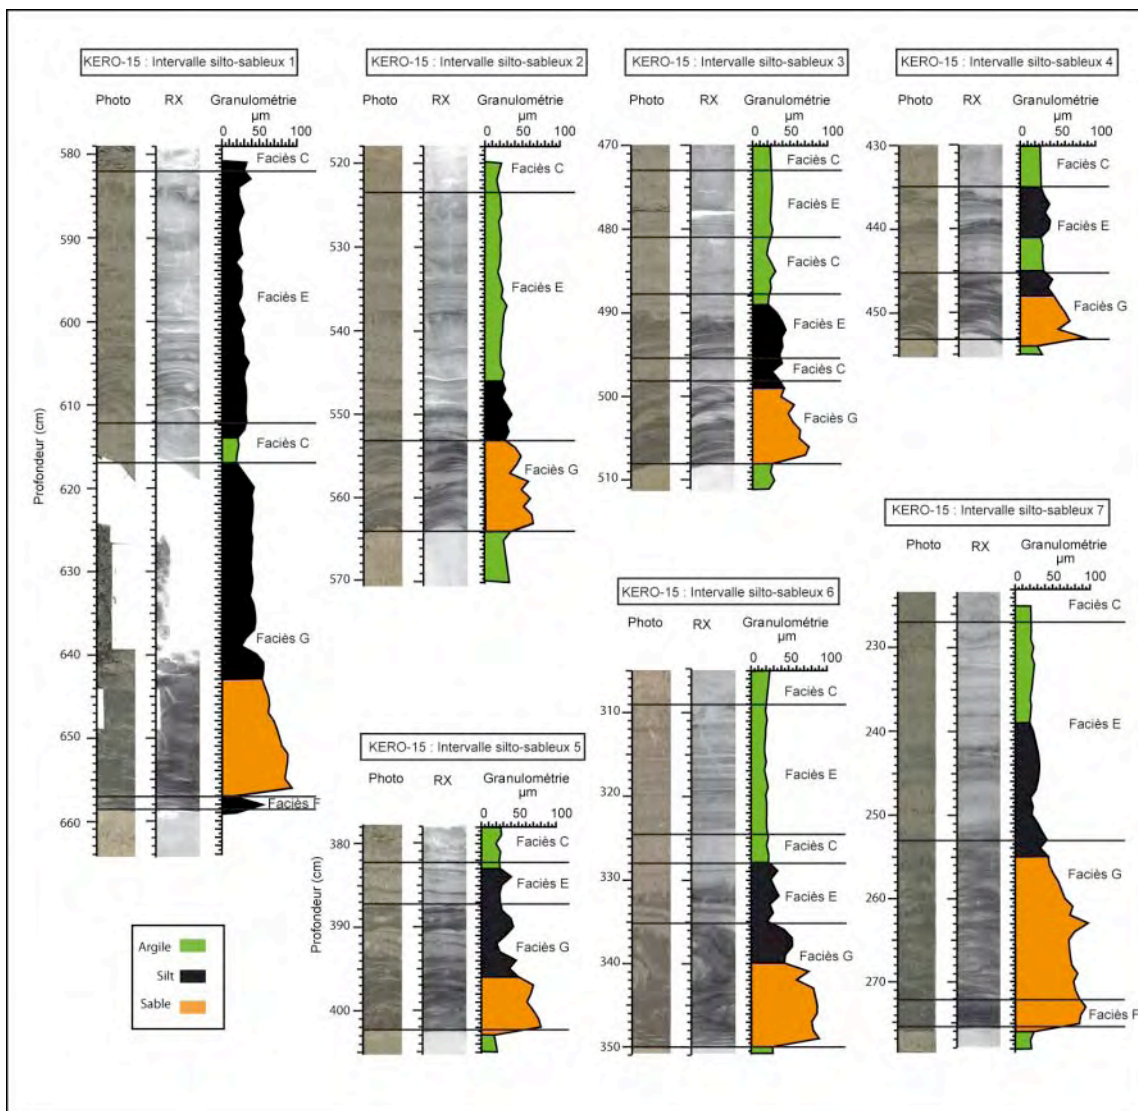 KERO-15 : Intervalle silto-sableux 1
Photo RX Granulométrie
µm
0 50 100
Profondeur (cm)
580
590
600
610
620
630
640
650
660
Faciès C
Faciès E
Faciès C
Faciès G
Faciès F
KERO-15 : Intervalle silto-sableux 2
Photo RX Granulométrie
µm
0 50 100
520
530
540
550
560
570
Faciès C
Faciès E
Faciès G
KERO-15 : Intervalle silto-sableux 3
Photo RX Granulométrie
µm
0 50 100
470
480
490
500
510
Faciès C
Faciès E
Faciès C
Faciès E
Faciès C
Faciès G
KERO-15 : Intervalle silto-sableux 4
Photo RX Granulométrie
µm
0 50 100
430
440
450
Faciès C
Faciès E
Faciès G
KERO-15 : Intervalle silto-sableux 5
Photo RX Granulométrie
µm
0 50 100
Profondeur (cm)
380
390
400
Faciès C
Faciès E
Faciès G
KERO-15 : Intervalle silto-sableux 6
Photo RX Granulométrie
µm
0 50 100
310
320
330
340
350
Faciès C
Faciès E
Faciès C
Faciès E
Faciès G
KERO-15 : Intervalle silto-sableux 7
Photo RX Granulométrie
µm
0 50 100
230
240
250
260
270
Faciès C
Faciès E
Faciès G
Faciès F
Argile
Silt
Sable